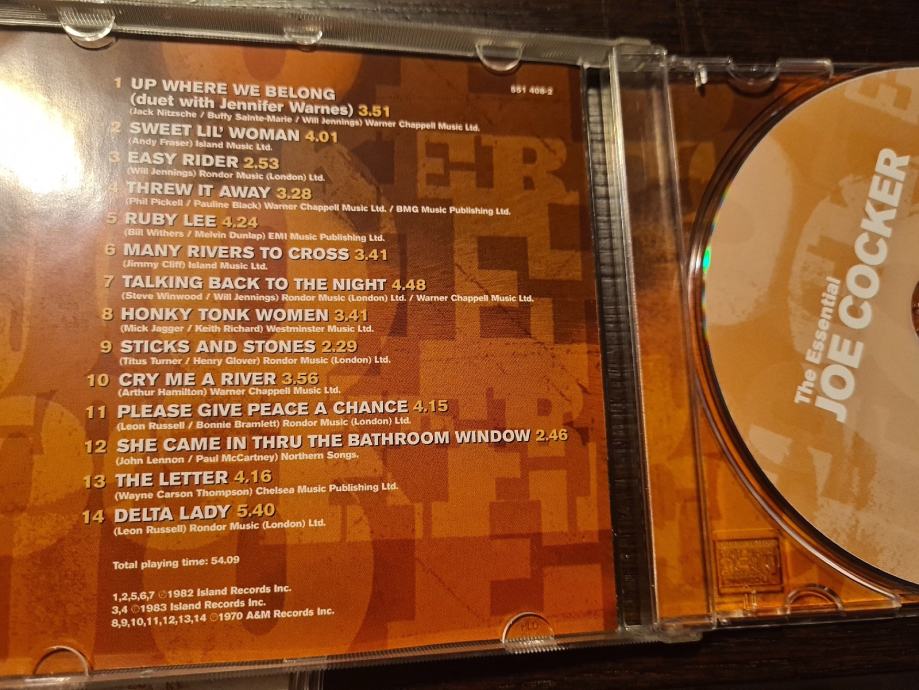 551 408-2
1 UP WHERE WE BELONG
(duet with Jennifer Warnes) 3.51
(Jack Nitzsche / Buffy Sainte-Marie / Will Jennings) Warner Chappell Music Ltd.
2 SWEET LIL' WOMAN 4.01
(Andy Fraser) Island Music Ltd.
3 EASY RIDER 2.53
(Will Jennings) Rondor Music (London) Ltd.
4 THREW IT AWAY 3.28
(Phil Pickell / Pauline Black) Warner Chappell Music Ltd. / BMG Music Publishing Ltd.
5 RUBY LEE 4.24
(Bill Withers / Melvin Dunlap) EMI Music Publishing Ltd.
6 MANY RIVERS TO CROSS 3.41
(Jimmy Cliff) Island Music Ltd.
7 TALKING BACK TO THE NIGHT 4.48
(Steve Winwood / Will Jennings) Rondor Music (London) Ltd. / Warner Chappell Music Ltd.
8 HONKY TONK WOMEN 3.41
(Mick Jagger / Keith Richard) Westminster Music Ltd.
9 STICKS AND STONES 2.29
(Titus Turner / Henry Glover) Rondor Music (London) Ltd.
10 CRY ME A RIVER 3.56
(Arthur Hamilton) Warner Chappell Music Ltd.
11 PLEASE GIVE PEACE A CHANCE 4.15
(Leon Russell / Bonnie Bramlett) Rondor Music (London) Ltd.
12 SHE CAME IN THRU THE BATHROOM WINDOW 2.46
(John Lennon / Paul McCartney) Northern Songs.
13 THE LETTER 4.16
(Wayne Carson Thompson) Chelsea Music Publishing Ltd.
14 DELTA LADY 5.40
(Leon Russell) Rondor Music (London) Ltd.
Total playing time: 54.09
1,2,5,6,7 ℗1982 Island Records Inc.
3,4 ℗1983 Island Records Inc.
8,9,10,11,12,13,14 ℗1970 A&M Records Inc.
The Essential
JOE COCKER